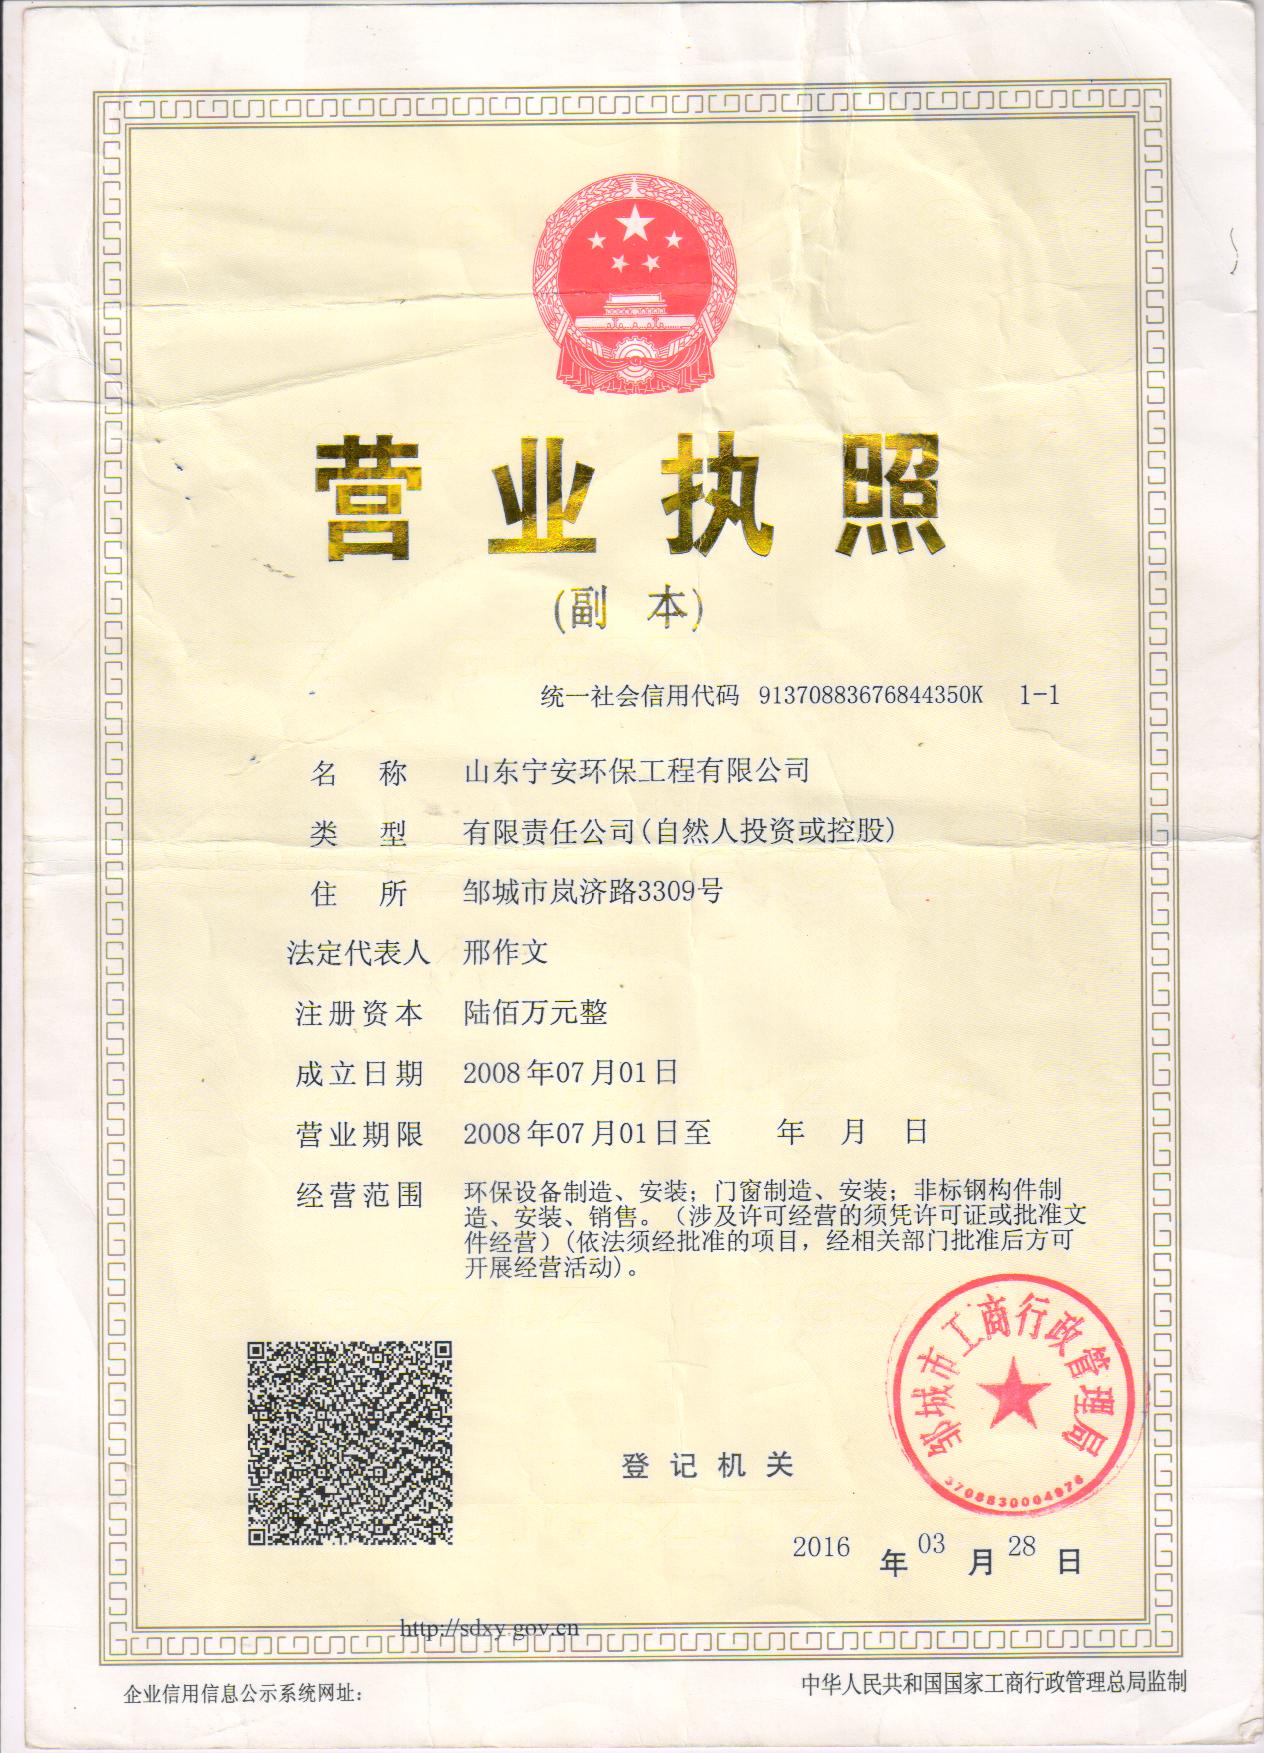 营业执照
(副 本)
统一社会信用代码 91370883676844350K 1-1
名 称 山东宁安环保工程有限公司
类 型 有限责任公司(自然人投资或控股)
住 所 邹城市岚济路3309号
法定代表人 邢作文
注册资本 陆佰万元整
成立日期 2008年07月01日
营业期限 2008年07月01日至 年 月 日
经营范围 环保设备制造、安装；门窗制造、安装；非标钢构件制
造、安装、销售。（涉及许可经营的须凭许可证或批准文
件经营）(依法须经批准的项目，经相关部门批准后方可
开展经营活动)。
邹城市工商行政管理局
3708830004976
登记机关
2016 年 03 月 28 日
http://sdxy.gov.cn
企业信用信息公示系统网址：
中华人民共和国国家工商行政管理总局监制